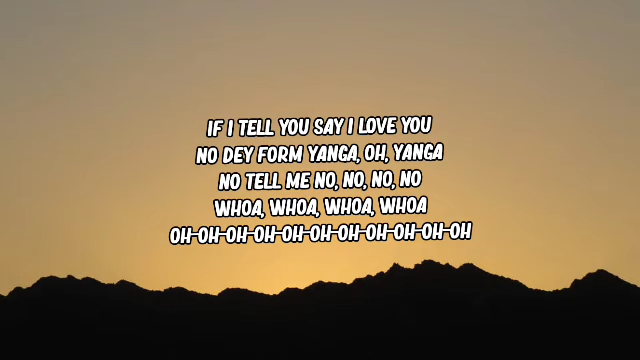 IF I TELL YOU SAY I LOVE YOU
NO DEY FORM YANGA, OH, YANGA
NO TELL ME NO, NO, NO, NO
WHOA, WHOA, WHOA, WHOA
OH-OH-OH-OH-OH-OH-OH-OH-OH-OH-OH